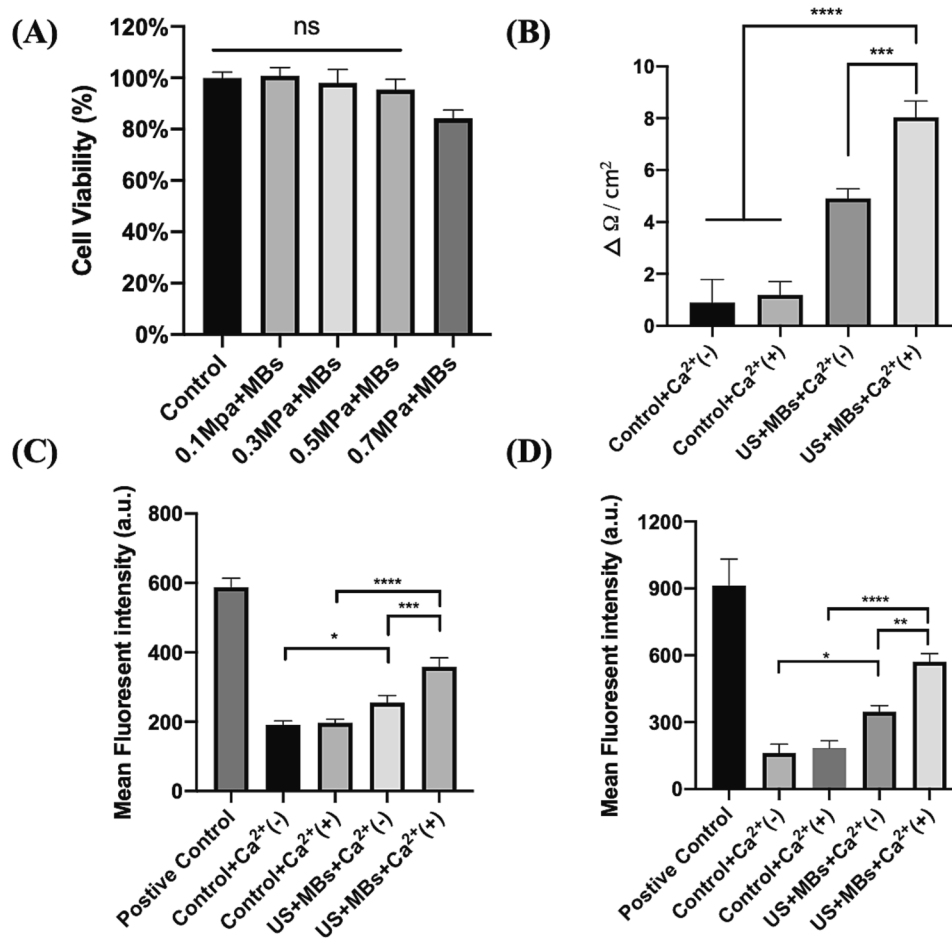 (A)
120%
100%
80%
60%
40%
20%
0%
Cell Viability (%)
ns
Control
0.1Mpa+MBs
0.3MPa+MBs
0.5MPa+MBs
0.7MPa+MBs
(B)
10
8
6
4
2
0
Δ Ω / cm²
****
***
Control+Ca²⁺(-)
Control+Ca²⁺(+)
US+MBs+Ca²⁺(-)
US+MBs+Ca²⁺(+)
(C)
800
600
400
200
0
Mean Fluoresent intensity (a.u.)
****
***
*
Postive Control
Control+Ca²⁺(-)
Control+Ca²⁺(+)
US+MBs+Ca²⁺(-)
US+MBs+Ca²⁺(+)
(D)
1200
900
600
300
0
Mean Fluoresent intensity (a.u.)
****
**
*
Postive Control
Control+Ca²⁺(-)
Control+Ca²⁺(+)
US+MBs+Ca²⁺(-)
US+MBs+Ca²⁺(+)